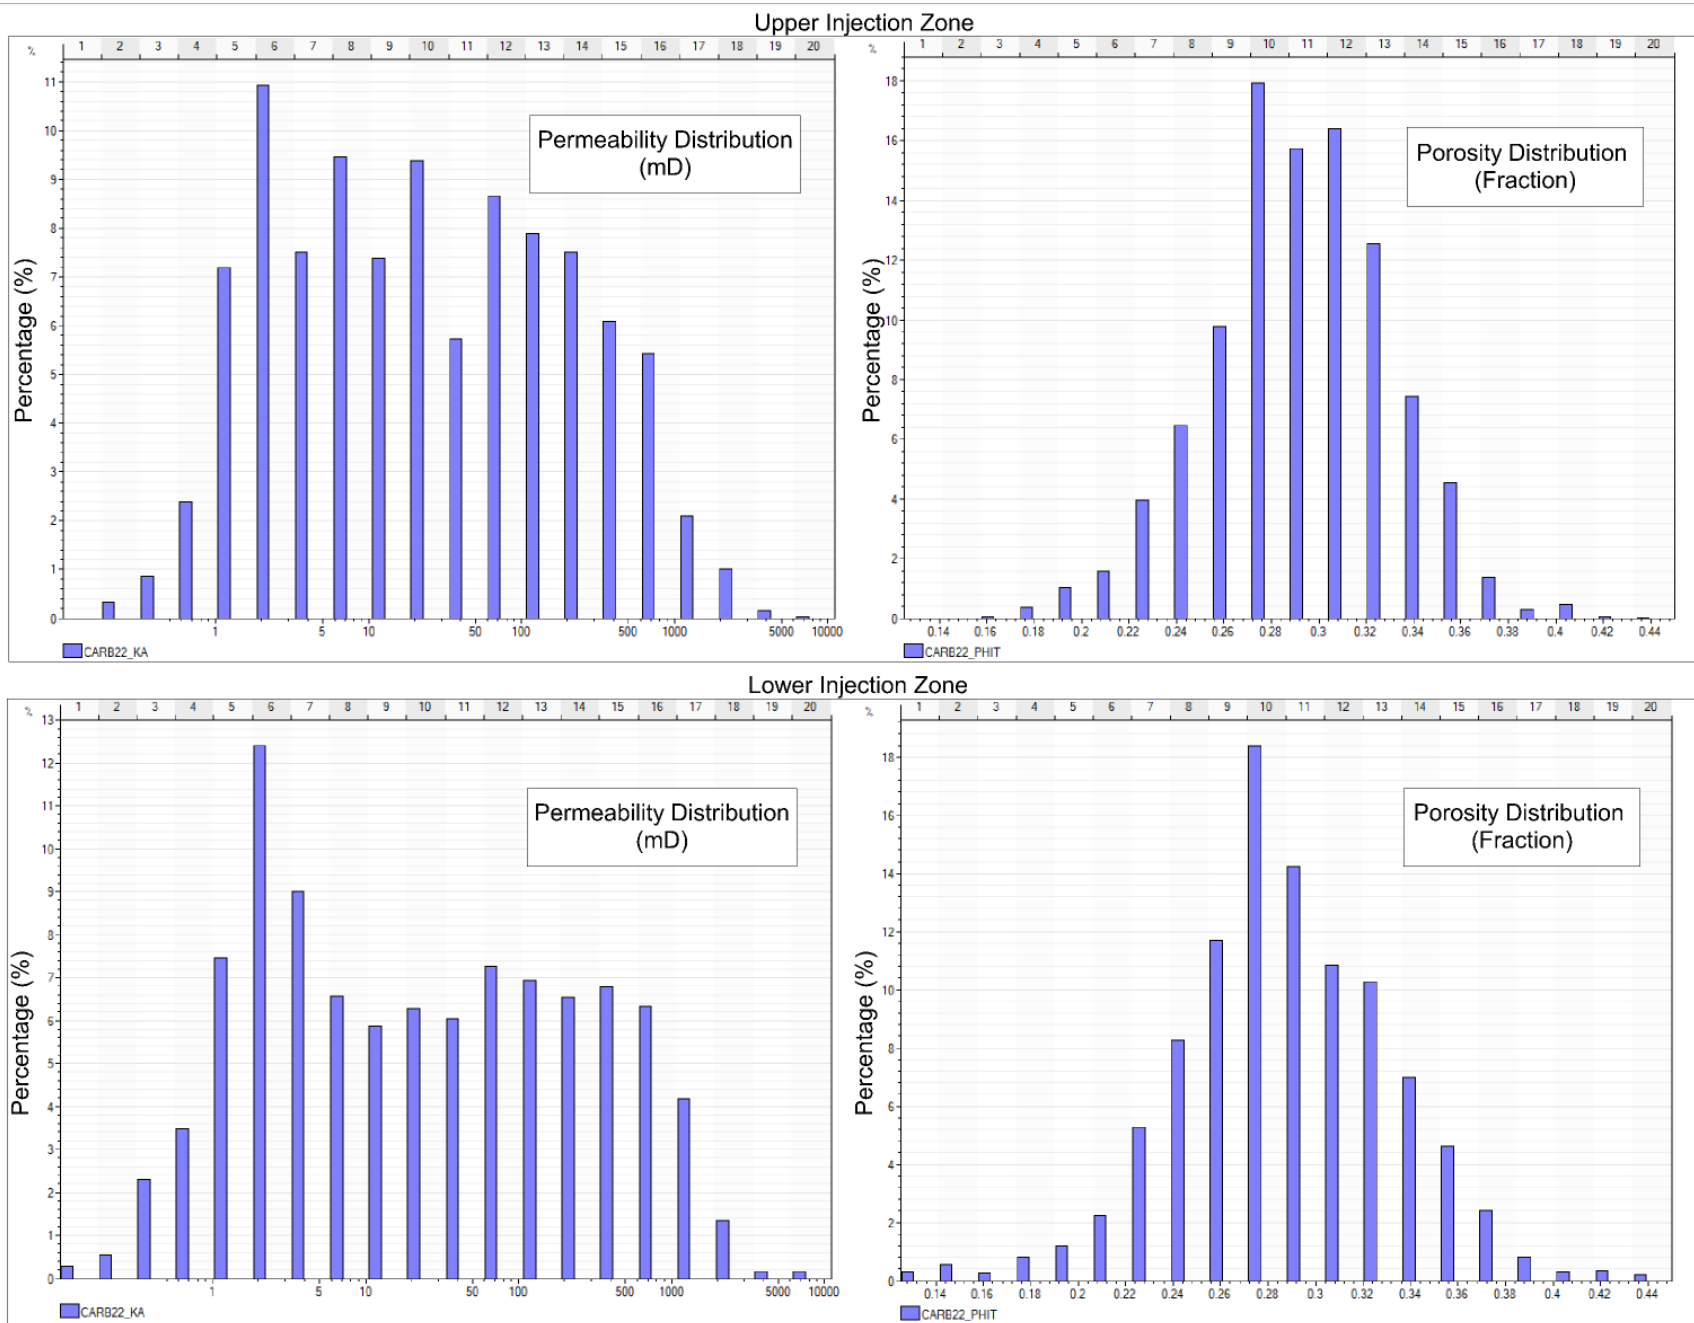 Upper Injection Zone
% 1 2 3 4 5 6 7 8 9 10 11 12 13 14 15 16 17 18 19 20
Permeability Distribution
(mD)
Percentage (%)
11
10
9
8
7
6
5
4
3
2
1
0
1 5 10 50 100 500 1000 5000 10000
CARB22_KA
% 1 2 3 4 5 6 7 8 9 10 11 12 13 14 15 16 17 18 19 20
Porosity Distribution
(Fraction)
Percentage (%)
18
16
14
12
10
8
6
4
2
0
0.14 0.16 0.18 0.2 0.22 0.24 0.26 0.28 0.3 0.32 0.34 0.36 0.38 0.4 0.42 0.44
CARB22_PHIT
Lower Injection Zone
% 1 2 3 4 5 6 7 8 9 10 11 12 13 14 15 16 17 18 19 20
Permeability Distribution
(mD)
Percentage (%)
13
12
11
10
9
8
7
6
5
4
3
2
1
0
1 5 10 50 100 500 1000 5000 10000
CARB22_KA
% 1 2 3 4 5 6 7 8 9 10 11 12 13 14 15 16 17 18 19 20
Porosity Distribution
(Fraction)
Percentage (%)
18
16
14
12
10
8
6
4
2
0
0.14 0.16 0.18 0.2 0.22 0.24 0.26 0.28 0.3 0.32 0.34 0.36 0.38 0.4 0.42 0.44
CARB22_PHIT